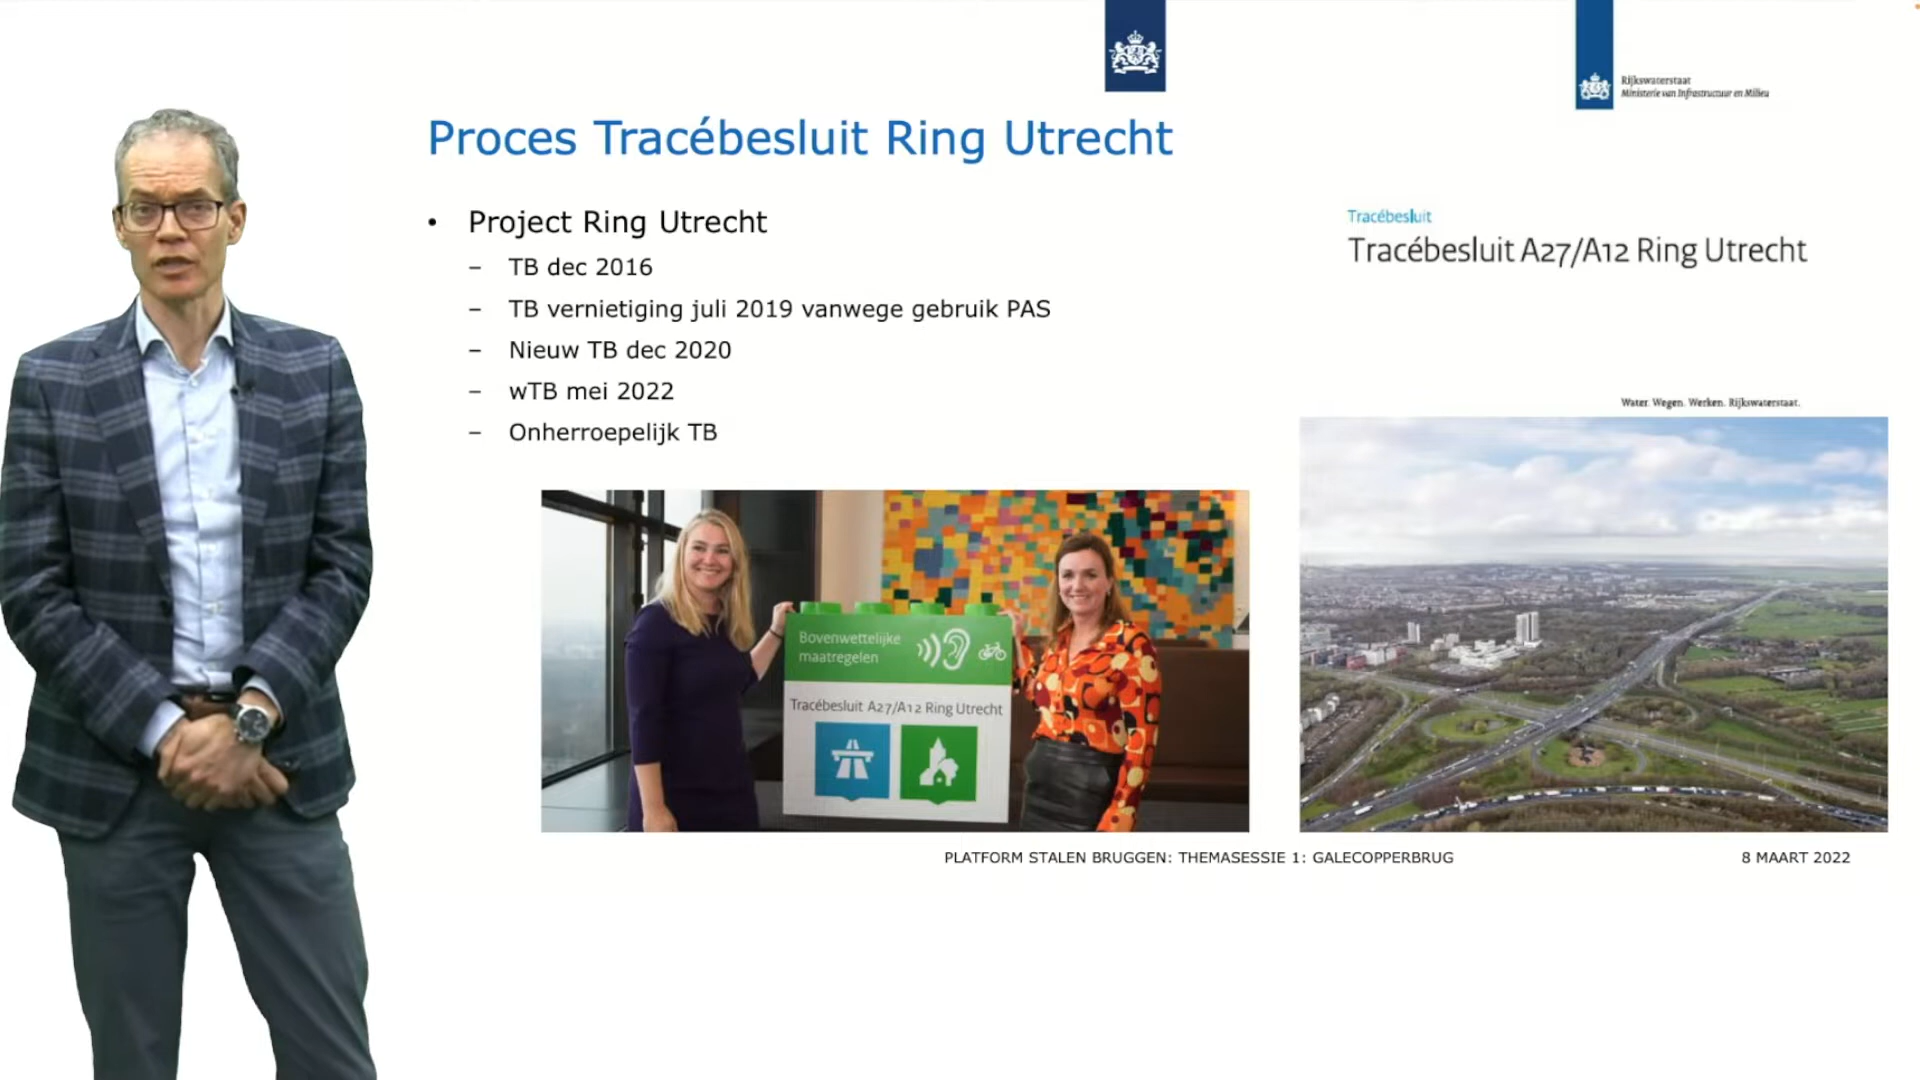 Rijkswaterstaat
Ministerie van Infrastructuur en Milieu
Proces Tracébesluit Ring Utrecht
• Project Ring Utrecht
– TB dec 2016
– TB vernietiging juli 2019 vanwege gebruik PAS
– Nieuw TB dec 2020
– wTB mei 2022
– Onherroepelijk TB
Tracébesluit
Tracébesluit A27/A12 Ring Utrecht
Water. Wegen. Werken. Rijkswaterstaat.
Bovenwettelijke
maatregelen
Tracébesluit A27/A12 Ring Utrecht
PLATFORM STALEN BRUGGEN: THEMASESSIE 1: GALECOPPERBRUG
8 MAART 2022